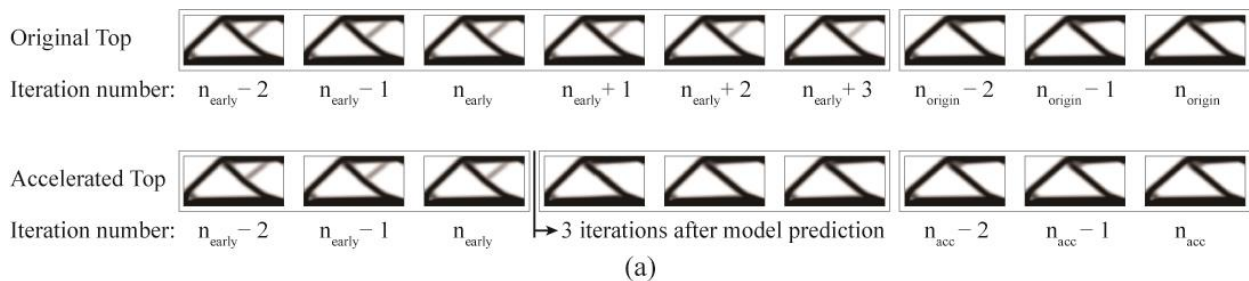 Original Top
Iteration number: n_early − 2 n_early − 1 n_early n_early + 1 n_early + 2 n_early + 3 n_origin − 2 n_origin − 1 n_origin
Accelerated Top
Iteration number: n_early − 2 n_early − 1 n_early 3 iterations after model prediction n_acc − 2 n_acc − 1 n_acc
(a)